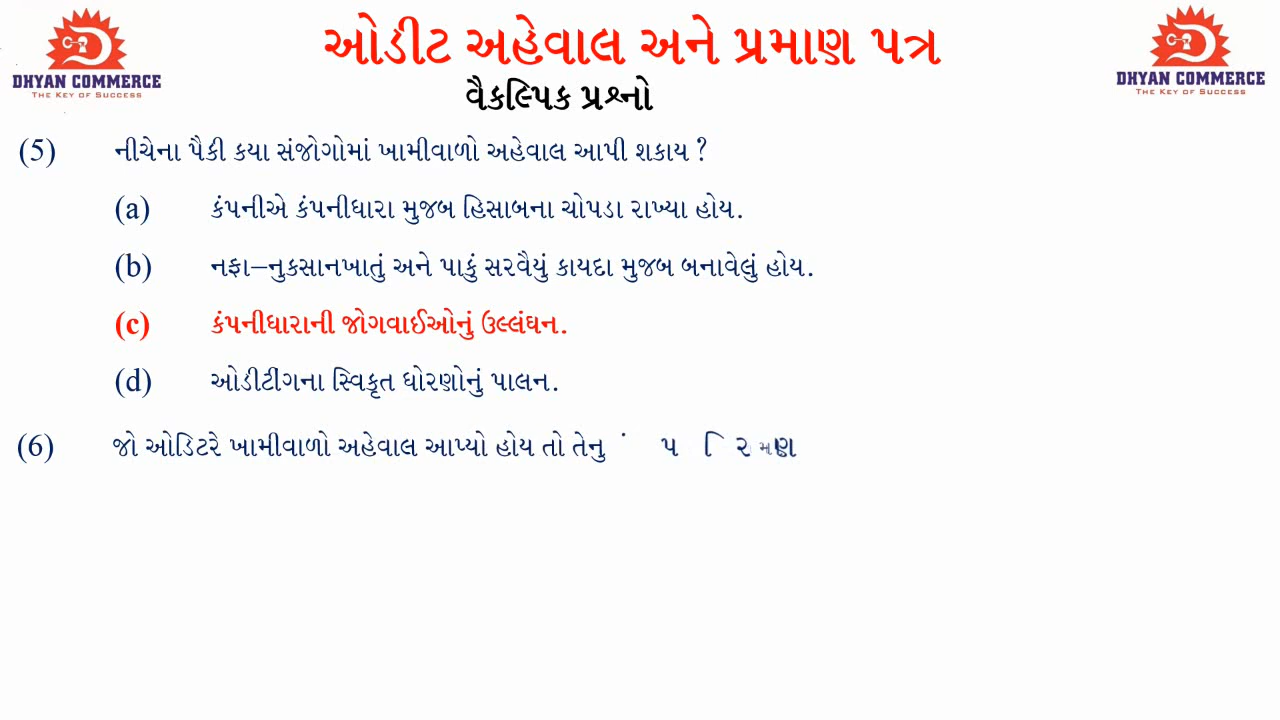 ઓડીટ અહેવાલ અને પ્રમાણ પત્ર
DHYAN COMMERCE
THE KEY OF SUCCESS
DHYAN COMMERCE
THE KEY OF SUCCESS
વૈકલ્પિક પ્રશ્નો
(5) નીચેના પૈકી કયા સંજોગોમાં ખામીવાળો અહેવાલ આપી શકાય ?
(a) કંપનીએ કંપનીધારા મુજબ હિસાબના ચોપડા રાખ્યા હોય.
(b) નફા–નુકસાનખાતું અને પાકું સરવૈયું કાયદા મુજબ બનાવેલું હોય.
(c) કંપનીધારાની જોગવાઈઓનું ઉલ્લંઘન.
(d) ઓડીટીંગના સ્વિકૃત ધોરણોનું પાલન.
(6) જો ઓડિટરે ખામીવાળો અહેવાલ આપ્યો હોય તો તેનુ